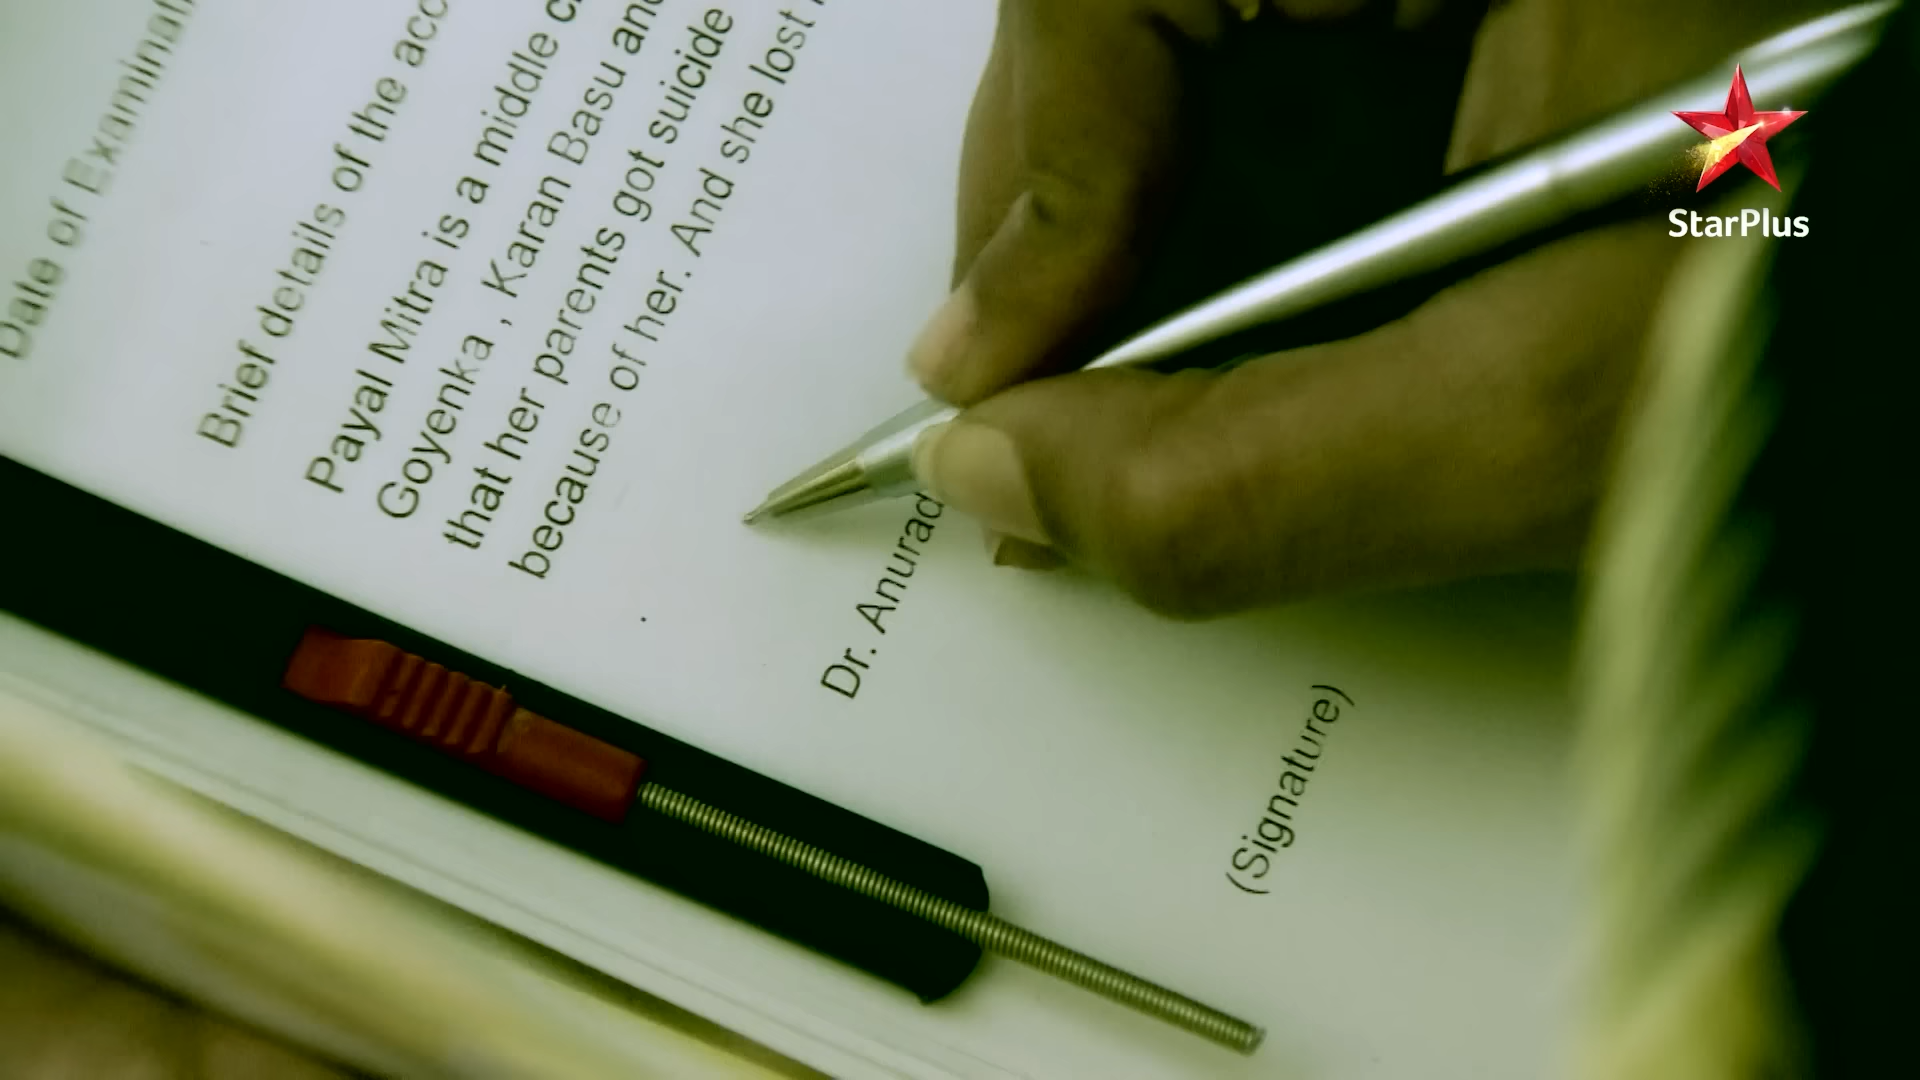 Date of Examinati
Brief details of the acc
Payal Mitra is a middle c
Goyenka , Karan Basu and
that her parents got suicide
because of her. And she lost
Dr. Anurad
(Signature)
StarPlus